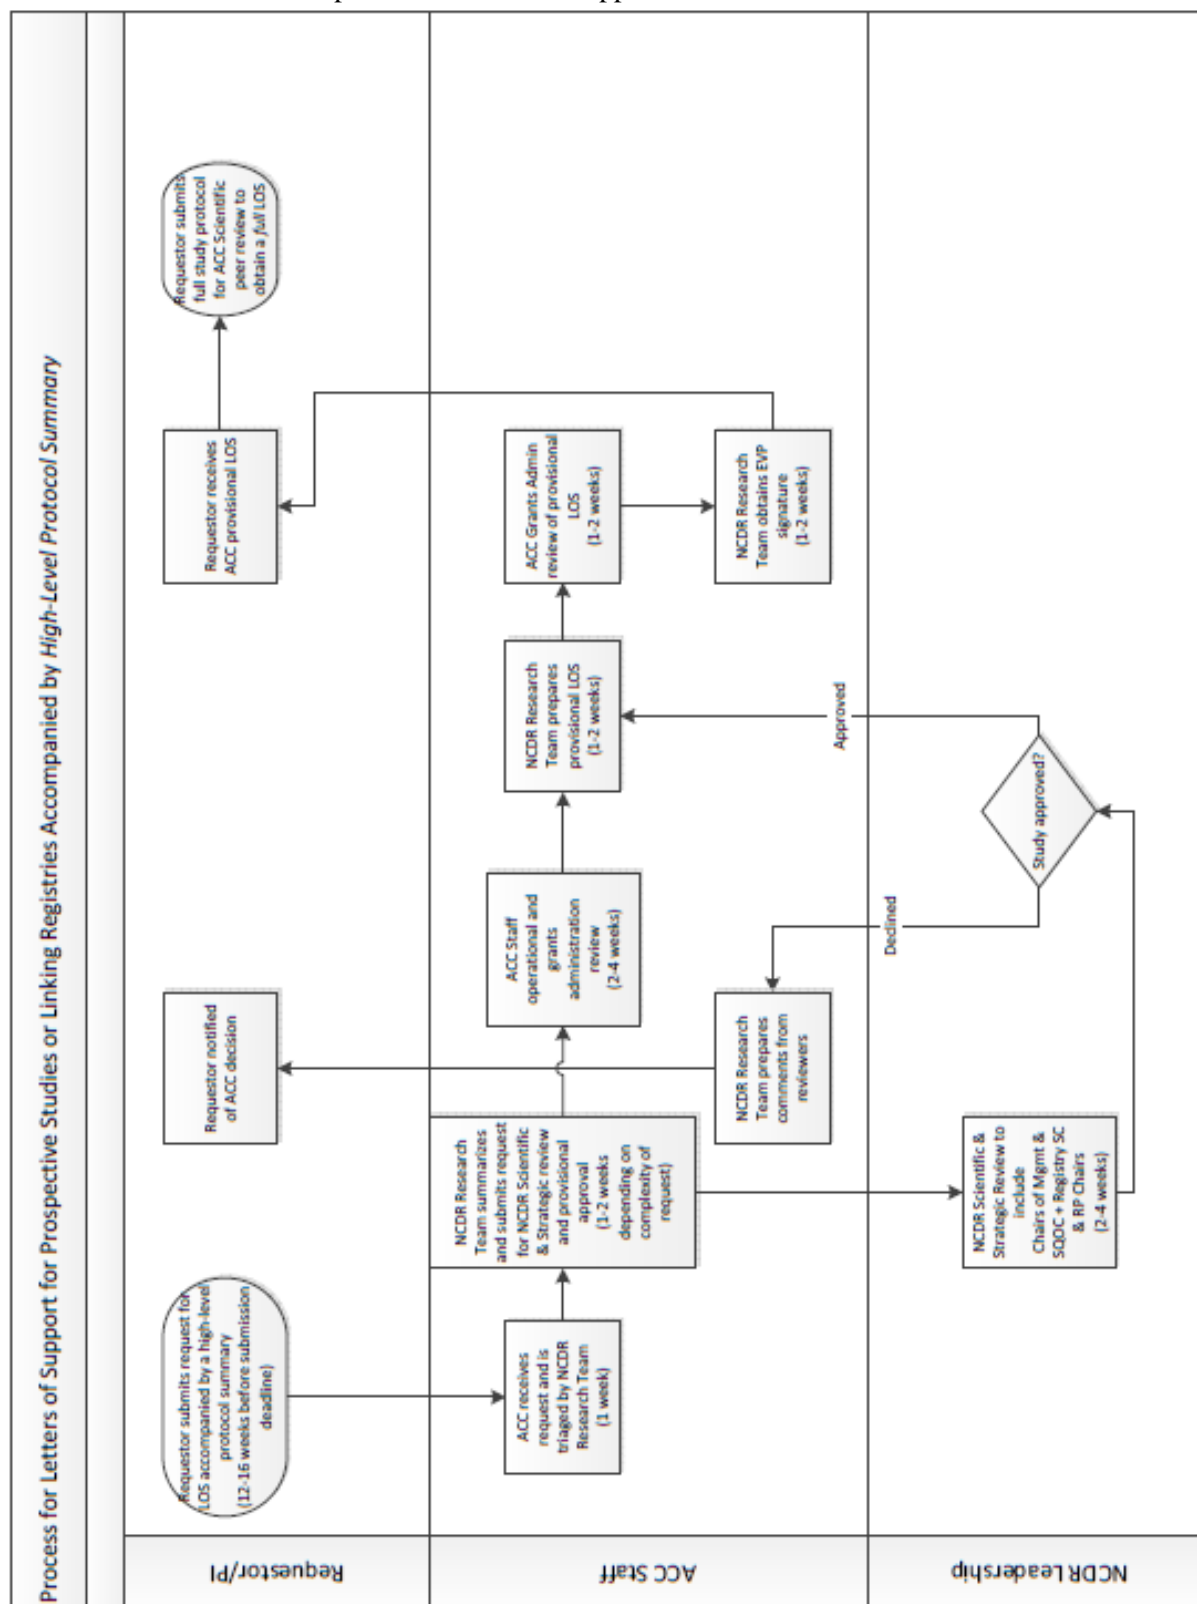 Process for Letters of Support for Prospective Studies or Linking Registries Accompanied by High-Level Protocol Summary
Requestor/PI
Requestor submits request for
LOS accompanied by a high-level
protocol summary
(12-16 weeks before submission
deadline)
Requestor notified
of ACC decision
Requestor receives
ACC provisional LOS
Requestor submits
full study protocol
for ACC Scientific
peer review to
obtain a full LOS
ACC Staff
ACC receives
request and is
triaged by NCDR
Research Team
(1 week)
NCDR Research
Team summarizes
and submits request
for NCDR Scientific
& Strategic review
and provisional
approval
(1-2 weeks
depending on
complexity of
request)
ACC Staff
operational and
grants
administration
review
(2-4 weeks)
NCDR Research
Team prepares
provisional LOS
(1-2 weeks)
ACC Grants Admin
review of provisional
LOS
(1-2 weeks)
NCDR Research
Team prepares
comments from
reviewers
NCDR Research
Team obtains EVP
signature
(1-2 weeks)
Declined
Approved
NCDR Leadership
NCDR Scientific &
Strategic Review to
include
Chairs of Mgmt &
SQOC + Registry SC
& RP Chairs
(2-4 weeks)
Study approved?